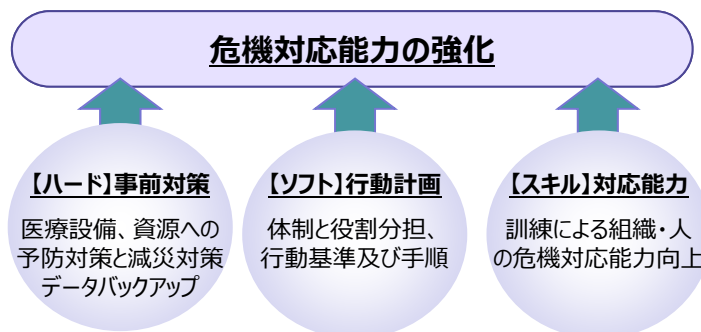 危機対応能力の強化
【ハード】事前対策
医療設備、資源への
予防対策と減災対策
データバックアップ
【ソフト】行動計画
体制と役割分担、
行動基準及び手順
【スキル】対応能力
訓練による組織・人
の危機対応能力向上